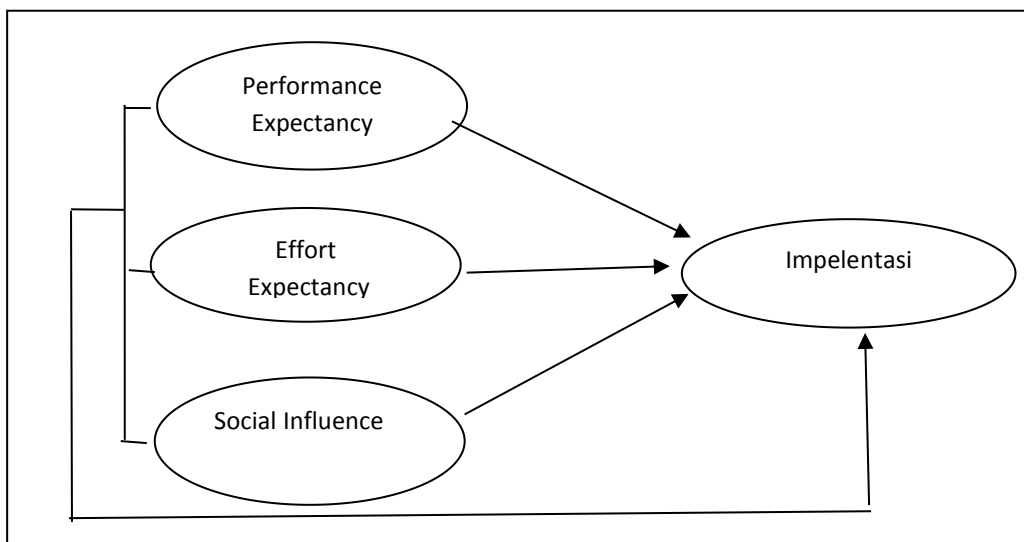 Performance
Expectancy
Effort
Expectancy
Impelentasi
Social Influence